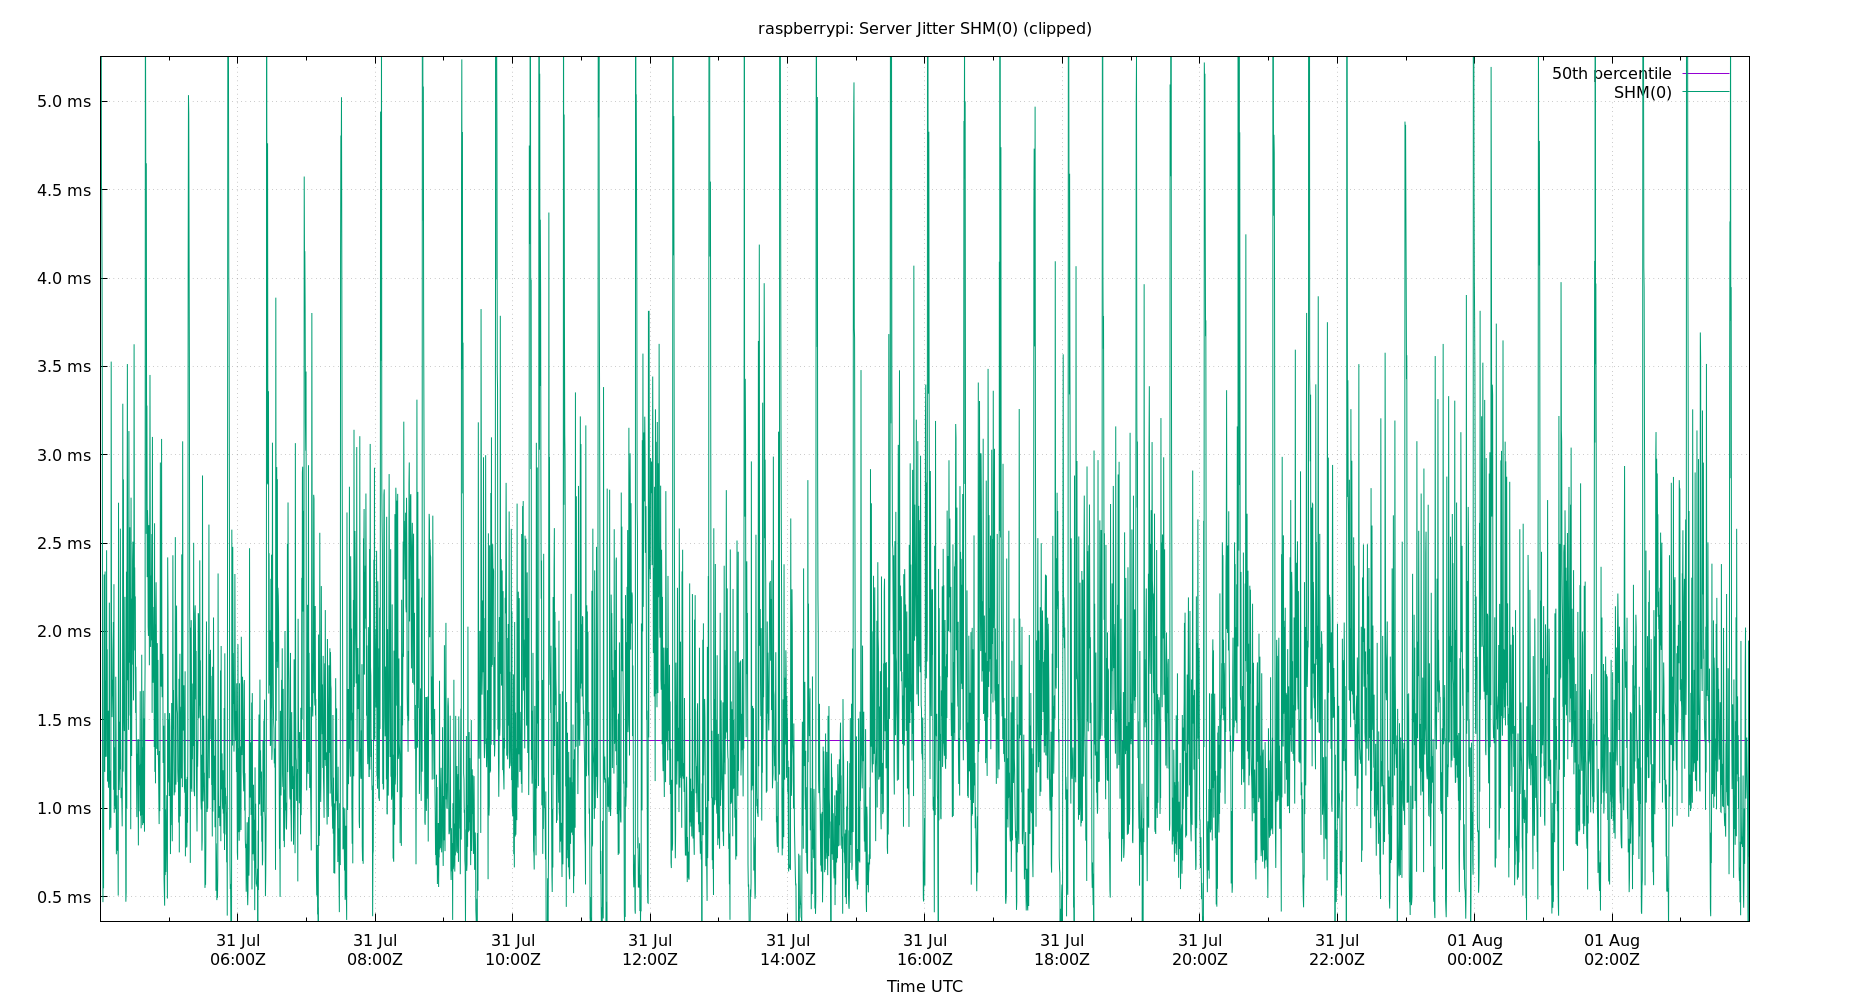 raspberrypi: Server Jitter SHM(0) (clipped)
50th percentile
SHM(0)
5.0 ms
4.5 ms
4.0 ms
3.5 ms
3.0 ms
2.5 ms
2.0 ms
1.5 ms
1.0 ms
0.5 ms
31 Jul 31 Jul 31 Jul 31 Jul 31 Jul 31 Jul 31 Jul 31 Jul 31 Jul 01 Aug 01 Aug
06:00Z 08:00Z 10:00Z 12:00Z 14:00Z 16:00Z 18:00Z 20:00Z 22:00Z 00:00Z 02:00Z
Time UTC